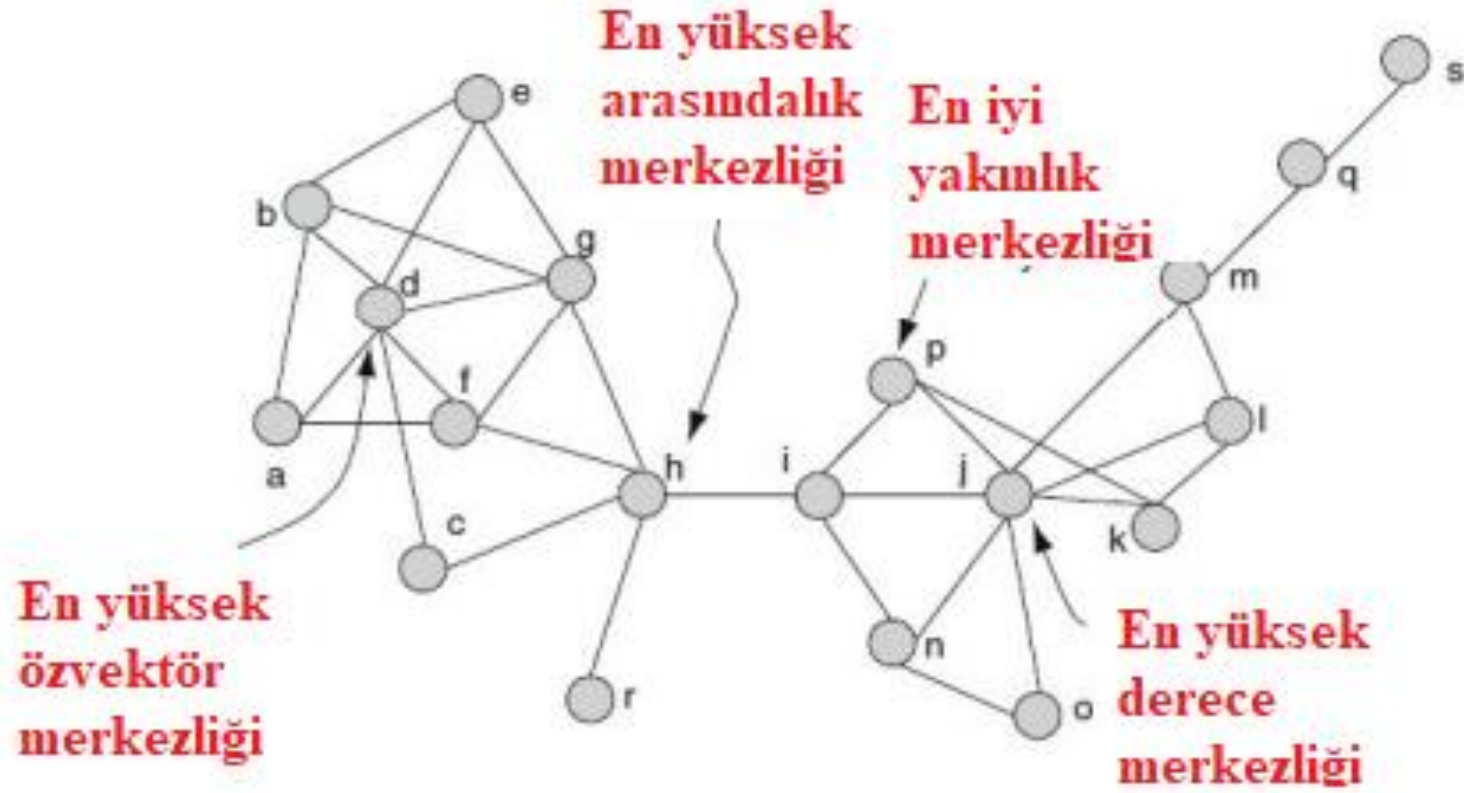 En yüksek
arasındalık
merkezliği
En iyi
yakınlık
merkezliği
s
e
q
b
g
d
m
p
f
l
a
h
i
j
c
k
En yüksek
özvektör
merkezliği
n
r
o
En yüksek
derece
merkezliği